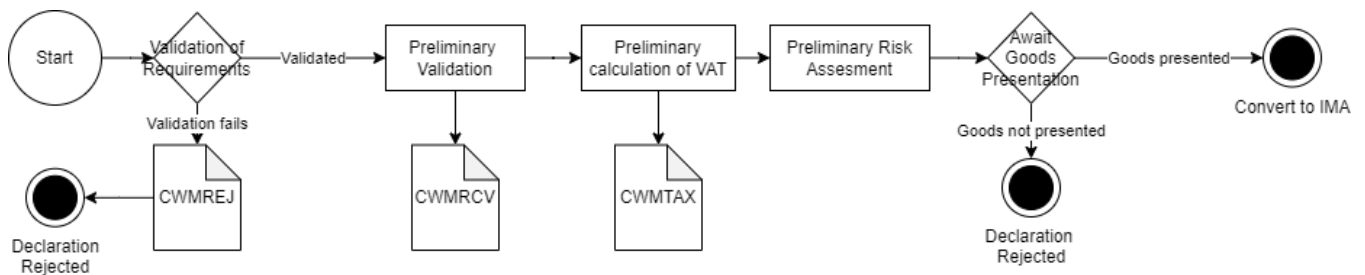 Start
Validation of
Requirements
Validated
Preliminary
Validation
Preliminary
calculation of VAT
Preliminary Risk
Assesment
Await
Goods
Presentation
Goods presented
Convert to IMA
Validation fails
Goods not presented
CWMREJ
CWMRCV
CWMTAX
Declaration
Rejected
Declaration
Rejected